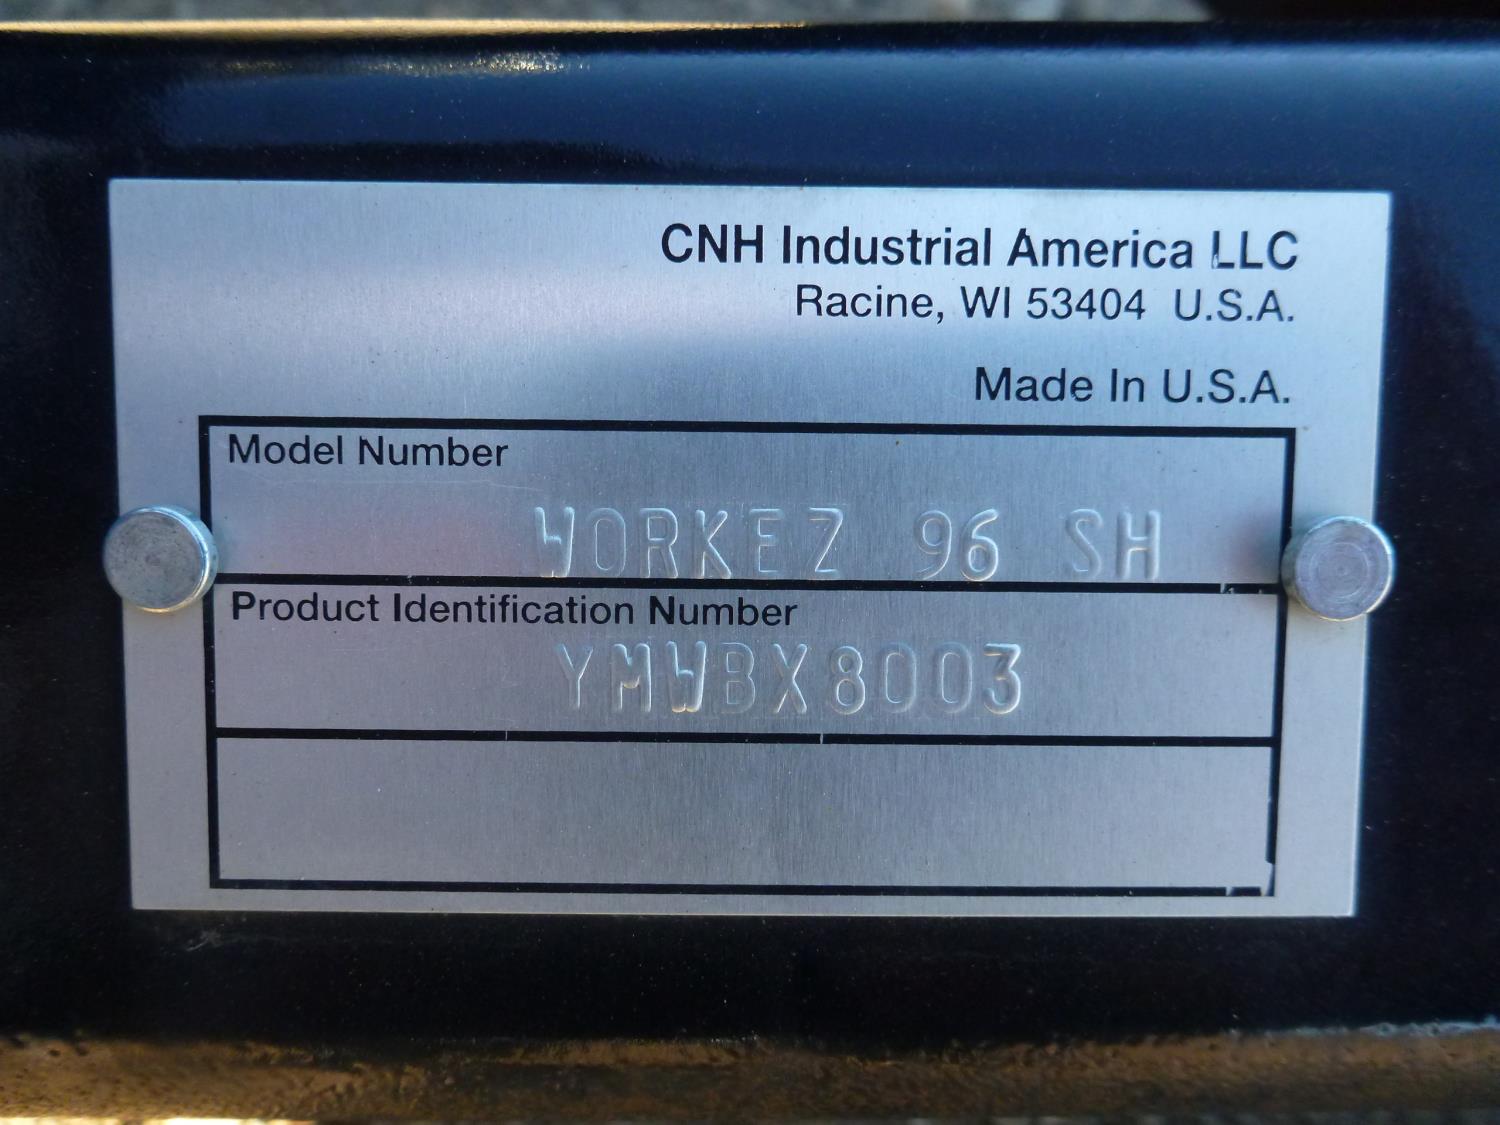 CNH Industrial America LLC
Racine, WI 53404 U.S.A.
Made In U.S.A.
Model Number
WORKEZ 96 SH
Product Identification Number
YMWBX8003